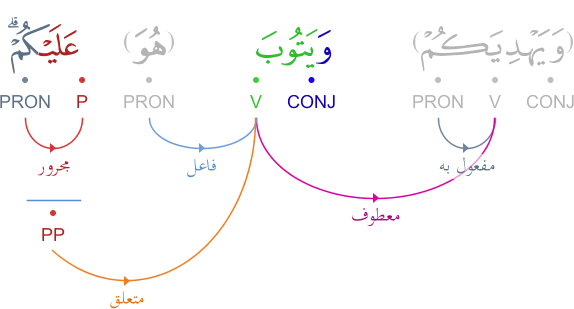 (وَيَهْدِيَكُمْ) وَيَتُوبَ (هُوَ) عَلَيْكُمْ ۗ
PRON P PRON V CONJ PRON V CONJ
مجرور فاعل مفعول به
معطوف
PP
متعلق